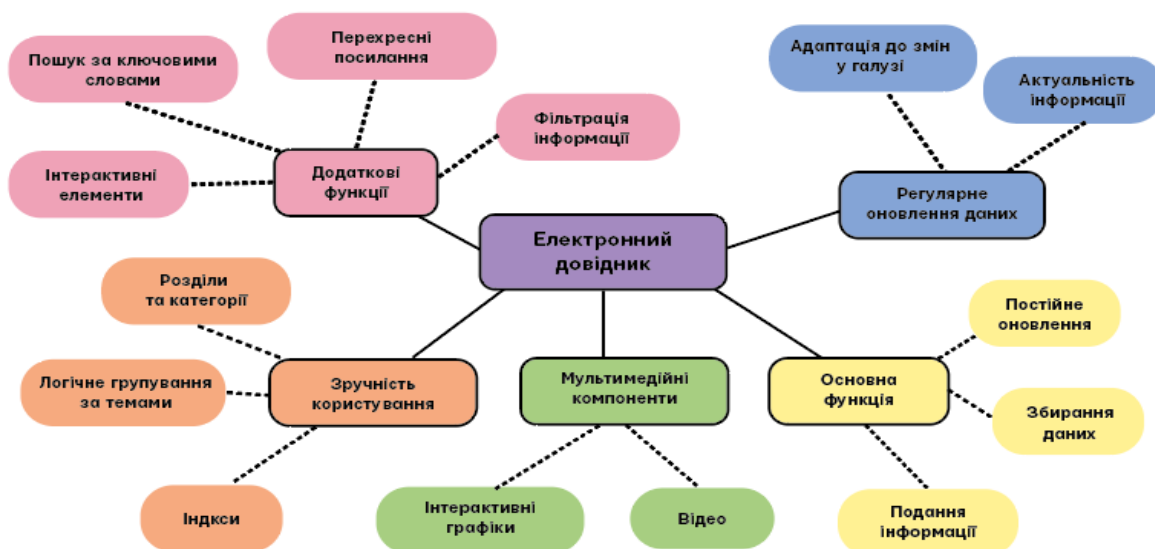 Перехресні
посилання
Пошук за ключовими
словами
Фільтрація
інформації
Інтерактивні
елементи
Додаткові
функції
Адаптація до змін
у галузі
Актуальність
інформації
Регулярне
оновлення даних
Електронний
довідник
Розділи
та категорії
Логічне групування
за темами
Зручність
користування
Індкси
Мультимедійні
компоненти
Інтерактивні
графіки
Відео
Основна
функція
Постійне
оновлення
Збирання
даних
Подання
інформації